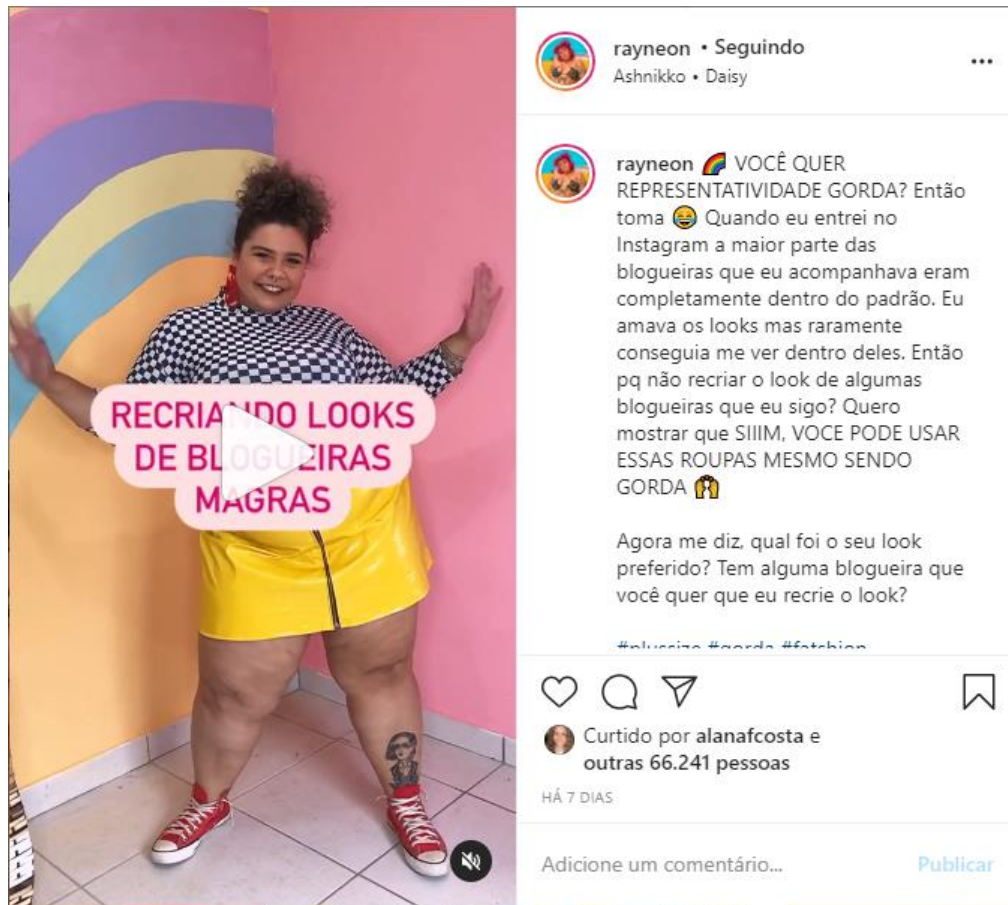 RECRIANDO LOOKS
DE BLOGUEIRAS
MAGRAS
rayneon • Seguindo
Ashnikko • Daisy
rayneon 🌈 VOCÊ QUER
REPRESENTATIVIDADE GORDA? Então
toma 😂 Quando eu entrei no
Instagram a maior parte das
blogueiras que eu acompanhava eram
completamente dentro do padrão. Eu
amava os looks mas raramente
conseguia me ver dentro deles. Então
pq não recriar o look de algumas
blogueiras que eu sigo? Quero
mostrar que SIIIM, VOCE PODE USAR
ESSAS ROUPAS MESMO SENDO
GORDA 🙌
Agora me diz, qual foi o seu look
preferido? Tem alguma blogueira que
você quer que eu recrie o look?
#plussize #gorda #fatshion
Curtido por alanafcosta e
outras 66.241 pessoas
HÁ 7 DIAS
Adicione um comentário... Publicar